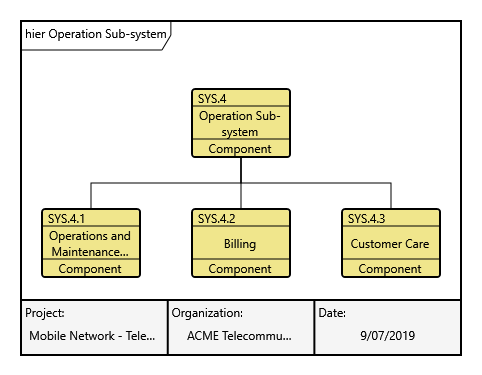 hier Operation Sub-system
SYS.4
Operation Sub-
system
Component
SYS.4.1
Operations and
Maintenance...
Component
SYS.4.2
Billing
Component
SYS.4.3
Customer Care
Component
Project:
Mobile Network - Tele...
Organization:
ACME Telecommu...
Date:
9/07/2019